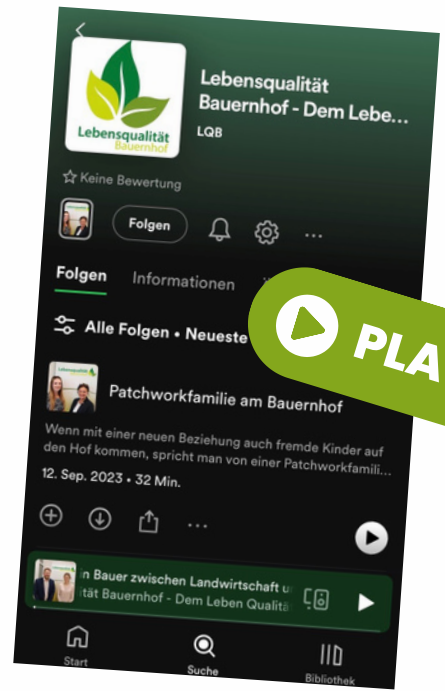 Lebensqualität
Bauernhof
Lebensqualität
Bauernhof - Dem Lebe...
LQB
Keine Bewertung
Folgen
...
Folgen
Informationen
Alle Folgen • Neueste
PLA
Patchworkfamilie am Bauernhof
Wenn mit einer neuen Beziehung auch fremde Kinder auf
den Hof kommen, spricht man von einer Patchworkfamili...
12. Sep. 2023 • 32 Min.
...
n Bauer zwischen Landwirtschaft u
ität Bauernhof - Dem Leben Qualitä
Start
Suche
Bibliothek